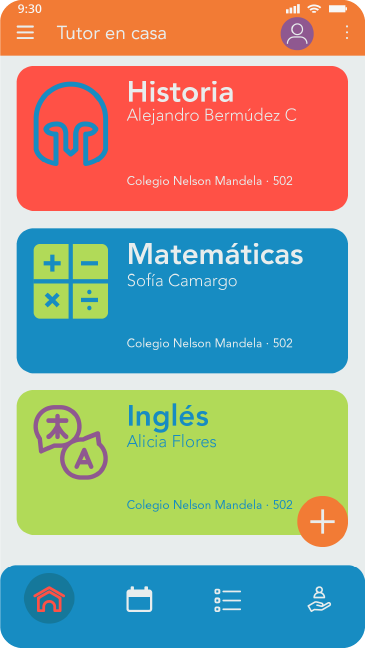 9:30
Tutor en casa
Historia
Alejandro Bermúdez C
Colegio Nelson Mandela · 502
Matemáticas
Sofía Camargo
Colegio Nelson Mandela · 502
Inglés
Alicia Flores
Colegio Nelson Mandela · 502